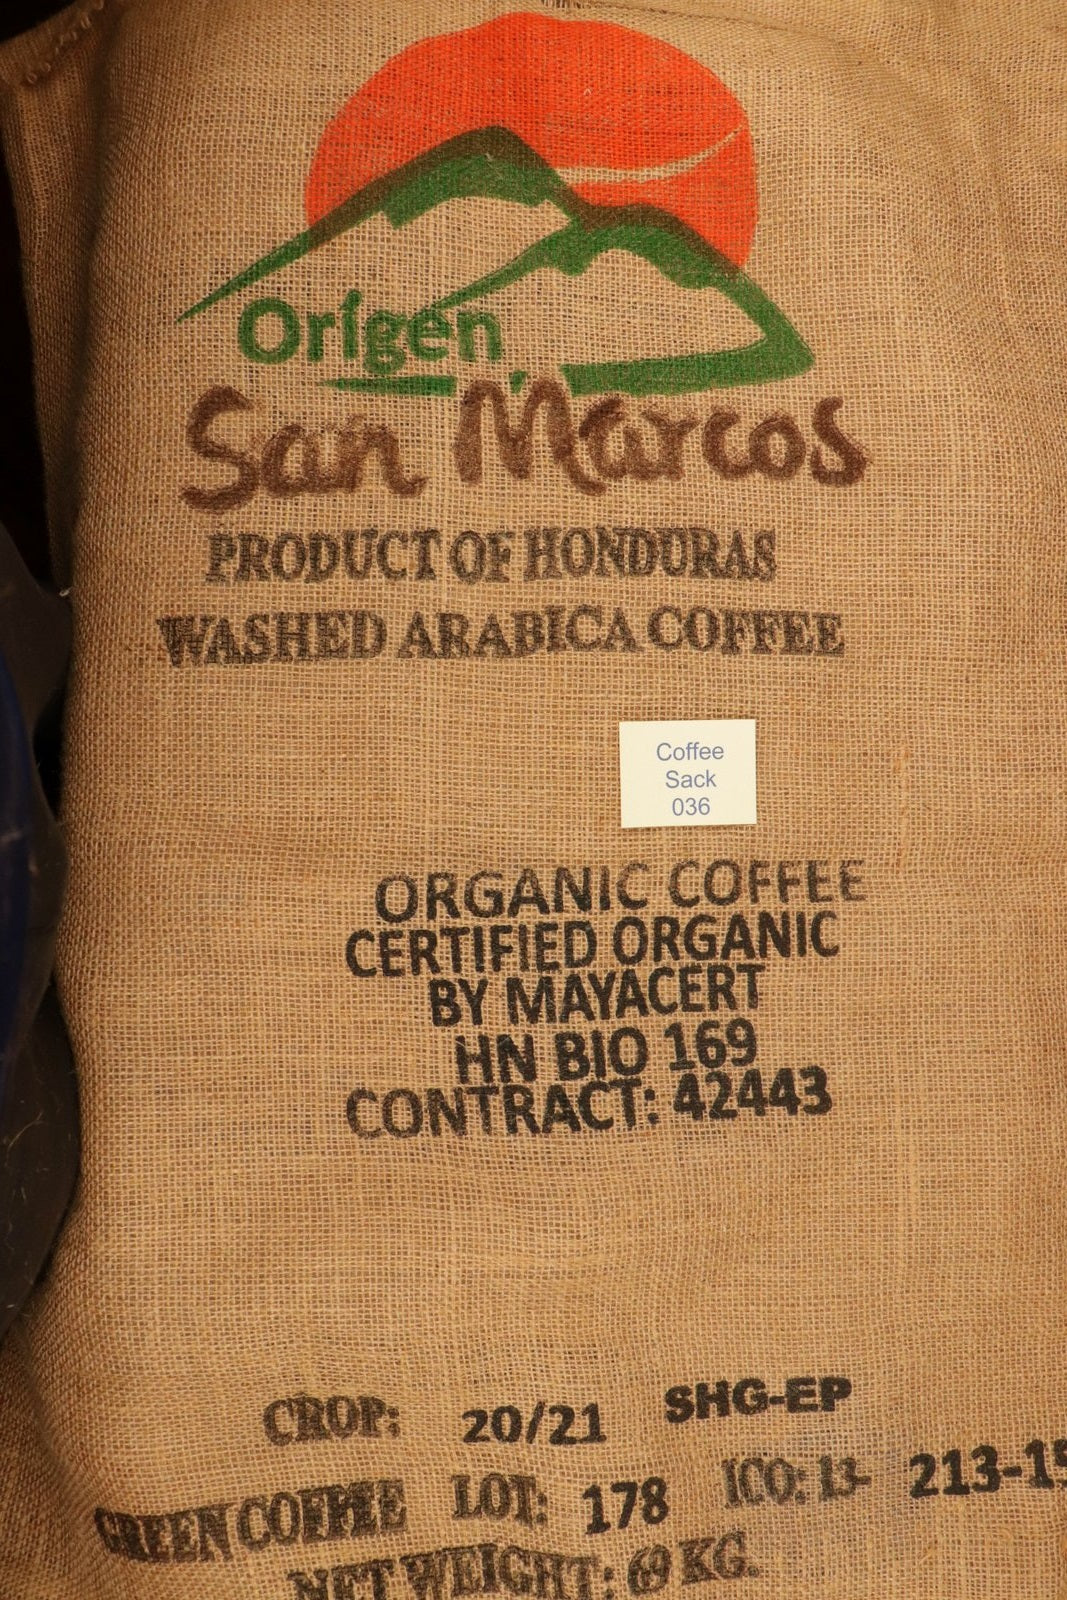 Orígen
San Marcos
PRODUCT OF HONDURAS
WASHED ARABICA COFFEE
Coffee
Sack
036
ORGANIC COFFEE
CERTIFIED ORGANIC
BY MAYACERT
HN BIO 169
CONTRACT: 42443
CROP: 20/21 SHG-EP
GREEN COFFEE LOT: 178 ICO: 13- 213-15
NET WEIGHT: 69 KG.